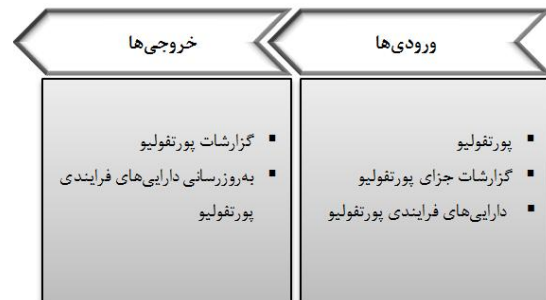 ورودی‌ها
▪ پورتفولیو
▪ گزارشات جزای پورتفولیو
▪ دارایی‌های فرایندی پورتفولیو
خروجی‌ها
▪ گزارشات پورتفولیو
▪ به‌روزرسانی دارایی‌های فرایندی
پورتفولیو